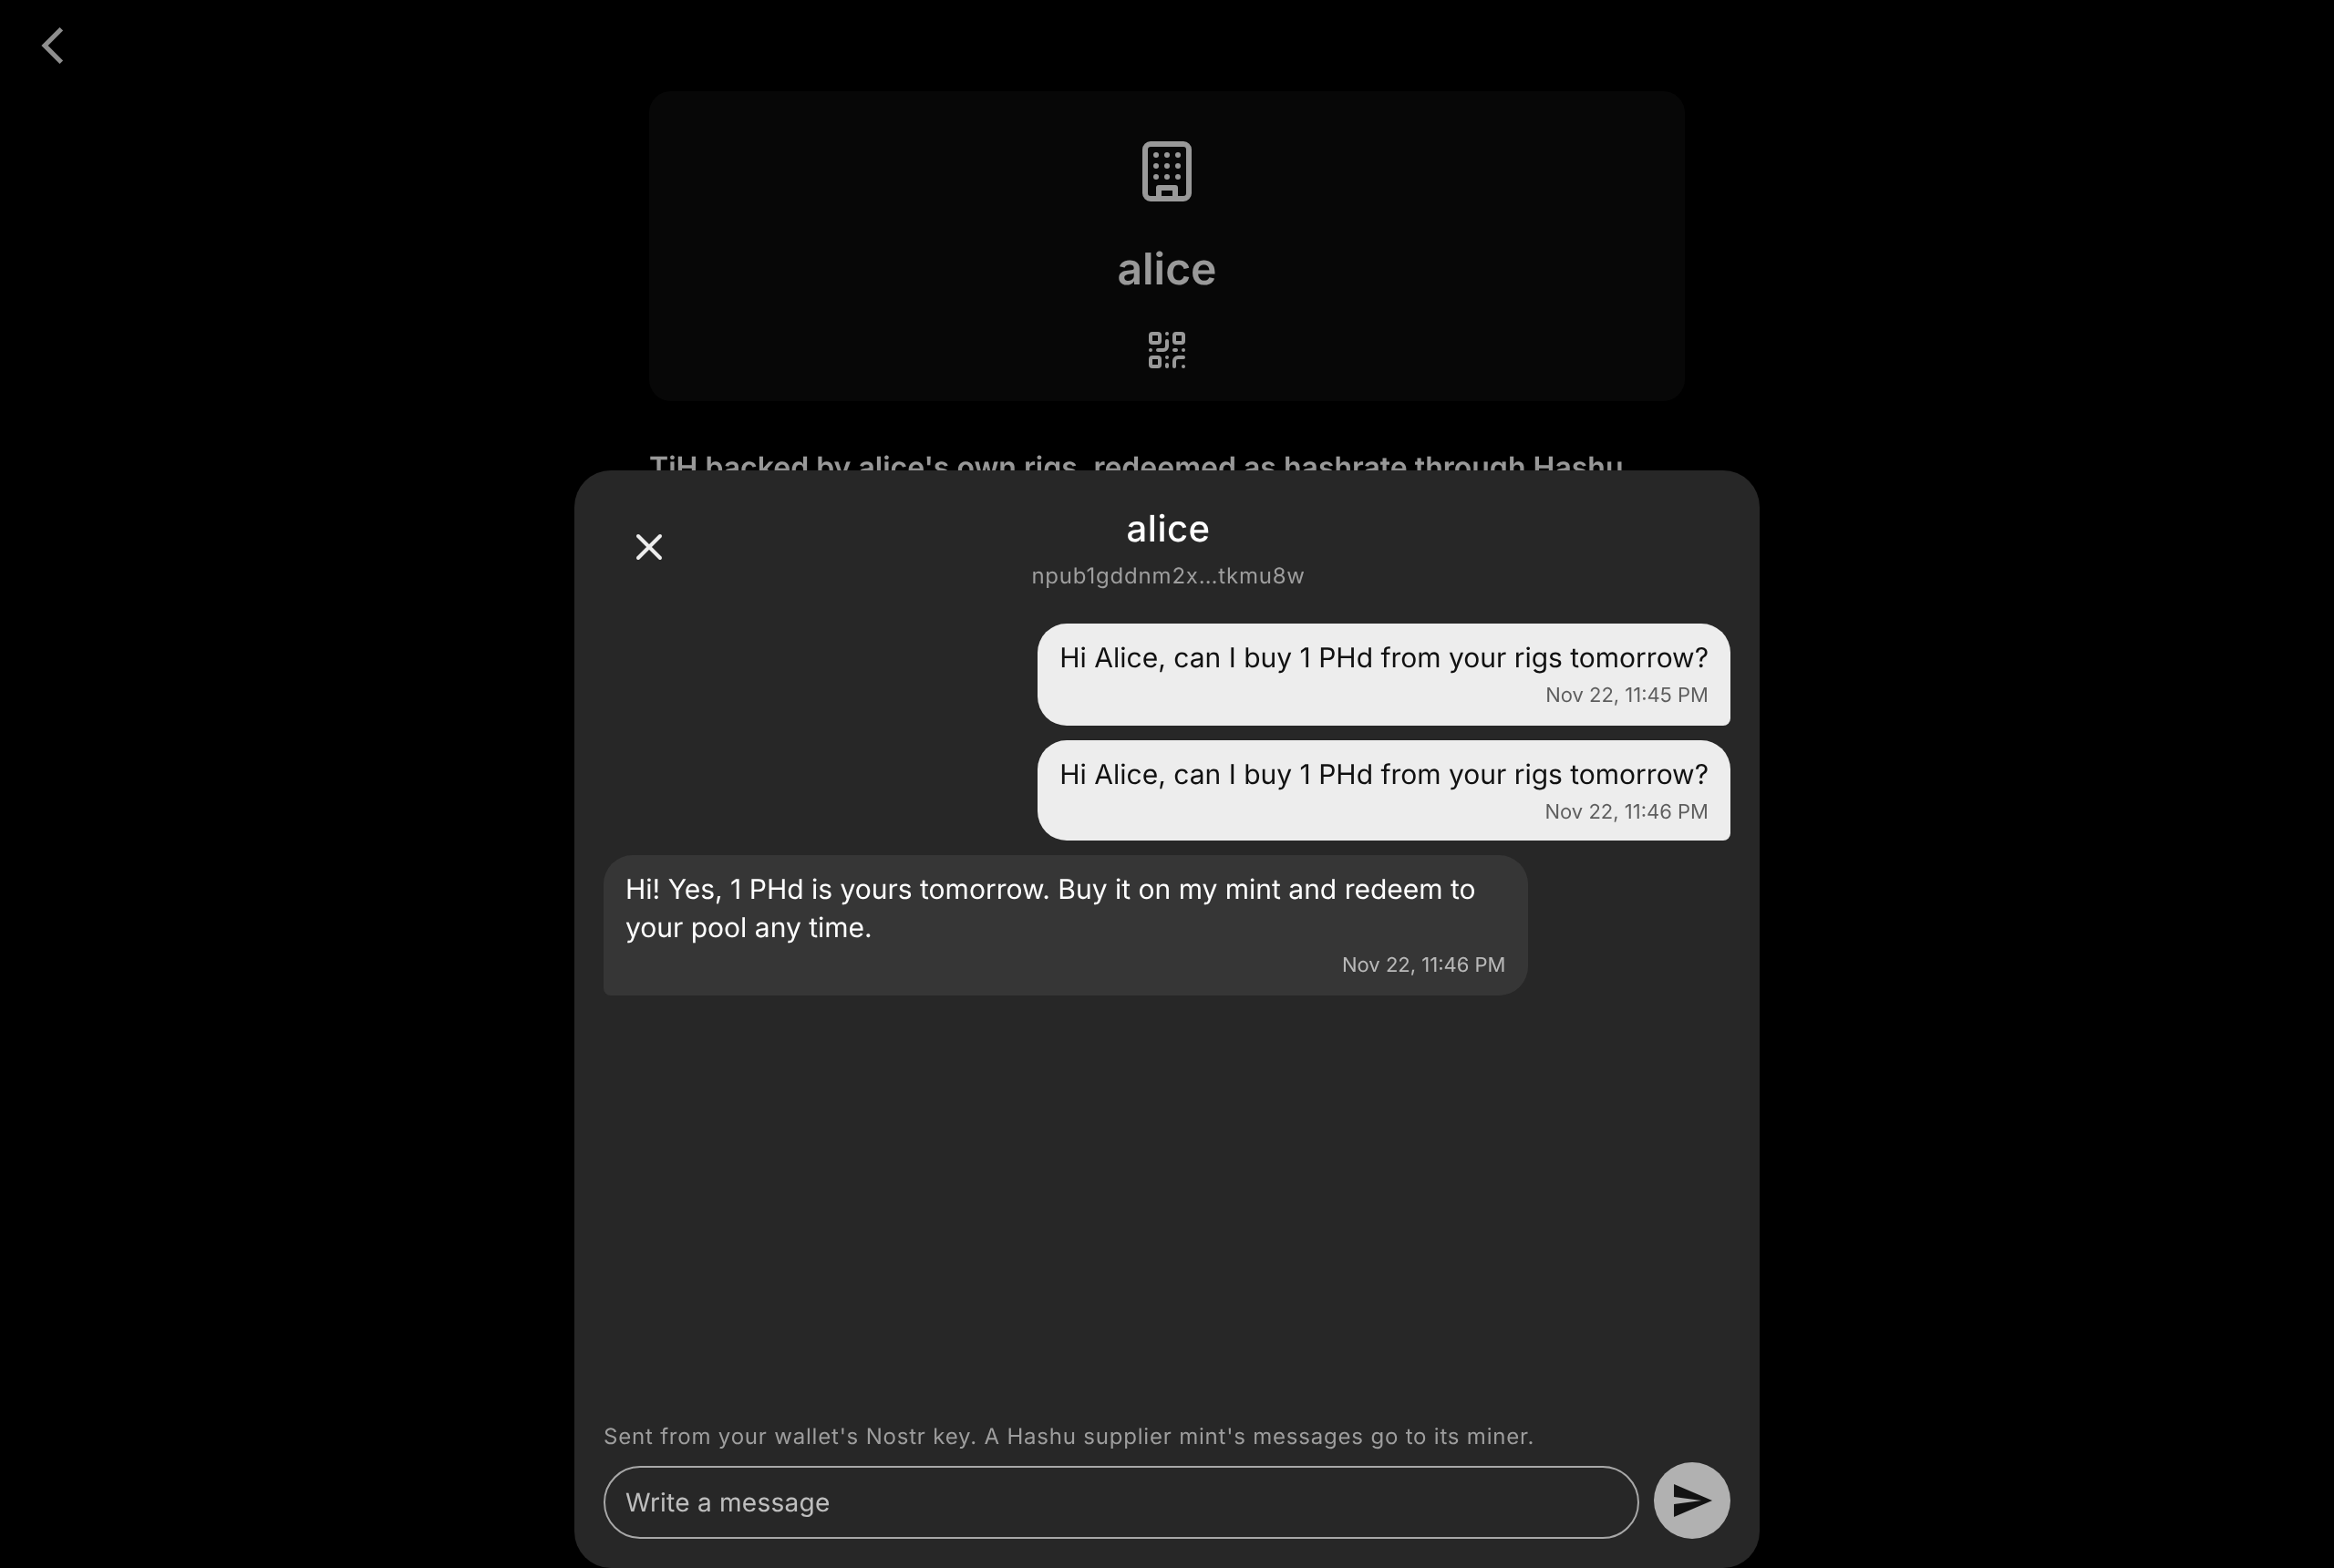 alice
TiH backed by alice's own rigs, redeemed as hashrate through Hashu
alice
npub1gddnm2x...tkmu8w
Hi Alice, can I buy 1 PHd from your rigs tomorrow?
Nov 22, 11:45 PM
Hi Alice, can I buy 1 PHd from your rigs tomorrow?
Nov 22, 11:46 PM
Hi! Yes, 1 PHd is yours tomorrow. Buy it on my mint and redeem to
your pool any time.
Nov 22, 11:46 PM
Sent from your wallet's Nostr key. A Hashu supplier mint's messages go to its miner.
Write a message